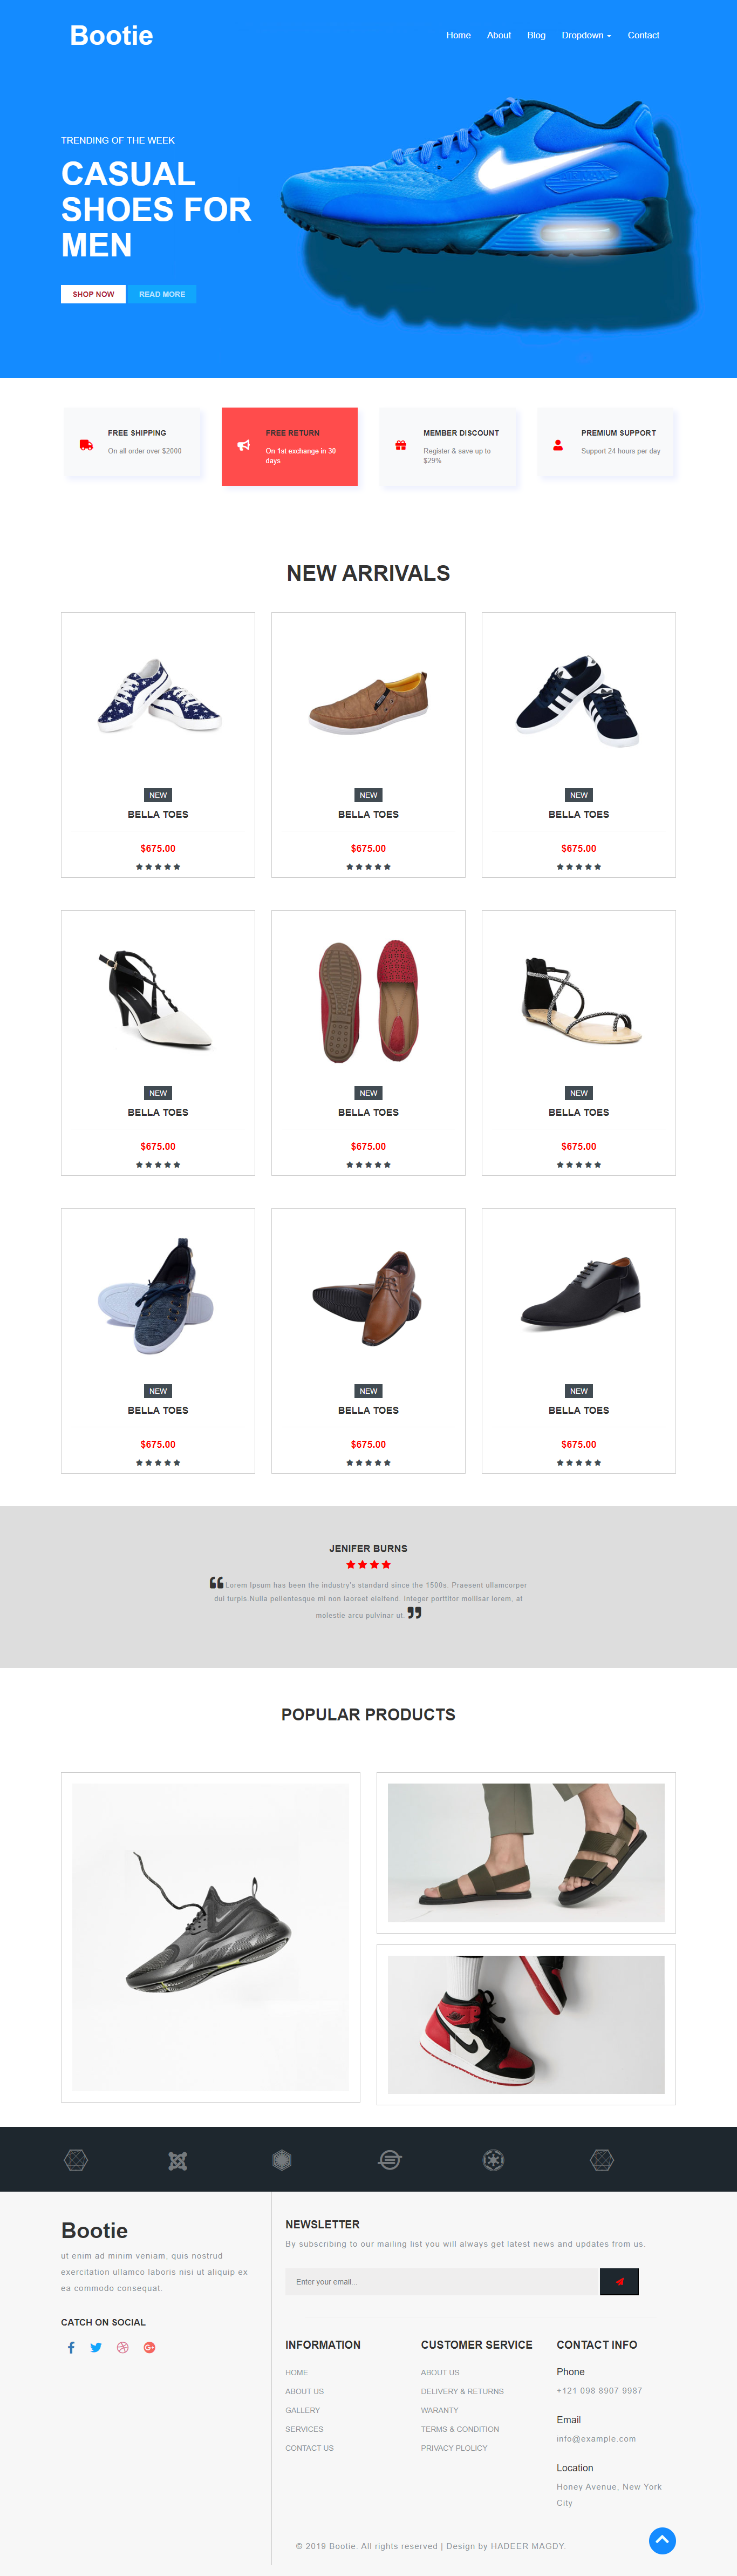 Bootie
Home About Blog Dropdown Contact
TRENDING OF THE WEEK
CASUAL
SHOES FOR
MEN
SHOP NOW READ MORE
FREE SHIPPING
On all order over $2000
FREE RETURN
On 1st exchange in 30
days
MEMBER DISCOUNT
Register & save up to
$29%
PREMIUM SUPPORT
Support 24 hours per day
NEW ARRIVALS
NEW NEW NEW
BELLA TOES BELLA TOES BELLA TOES
$675.00 $675.00 $675.00
NEW NEW NEW
BELLA TOES BELLA TOES BELLA TOES
$675.00 $675.00 $675.00
NEW NEW NEW
BELLA TOES BELLA TOES BELLA TOES
$675.00 $675.00 $675.00
JENIFER BURNS
Lorem Ipsum has been the industry's standard since the 1500s. Praesent ullamcorper
dui turpis.Nulla pellentesque mi non laoreet eleifend. Integer porttitor mollisar lorem, at
molestie arcu pulvinar ut.
POPULAR PRODUCTS
Bootie
ut enim ad minim veniam, quis nostrud
exercitation ullamco laboris nisi ut aliquip ex
ea commodo consequat.
CATCH ON SOCIAL
NEWSLETTER
By subscribing to our mailing list you will always get latest news and updates from us.
Enter your email...
INFORMATION
HOME
ABOUT US
GALLERY
SERVICES
CONTACT US
CUSTOMER SERVICE
ABOUT US
DELIVERY & RETURNS
WARANTY
TERMS & CONDITION
PRIVACY PLOLICY
CONTACT INFO
Phone
+121 098 8907 9987
Email
info@example.com
Location
Honey Avenue, New York
City
© 2019 Bootie. All rights reserved | Design by HADEER MAGDY.